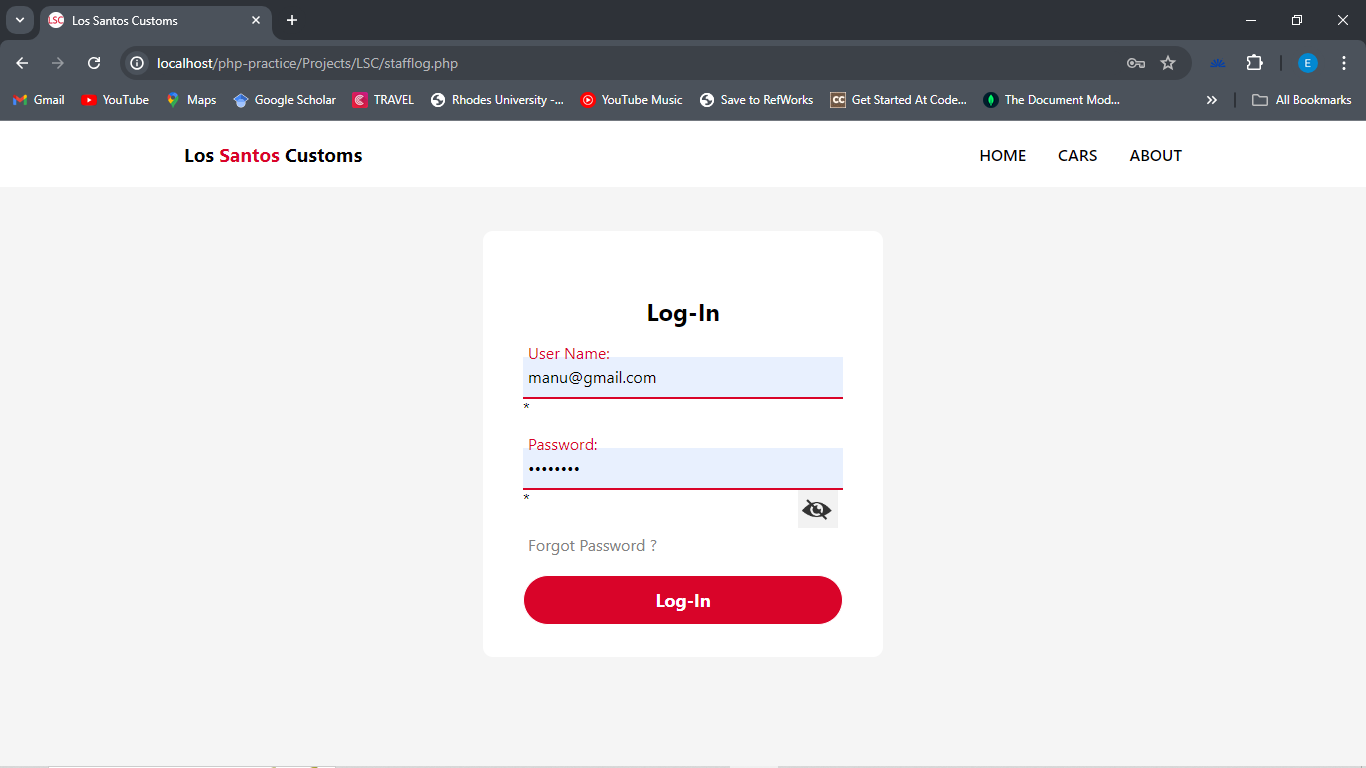 LSC Los Santos Customs
localhost/php-practice/Projects/LSC/stafflog.php E
Gmail YouTube Maps Google Scholar TRAVEL Rhodes University -... YouTube Music Save to RefWorks CC Get Started At Code... The Document Mod... » All Bookmarks
Los Santos Customs HOME CARS ABOUT
Log-In
User Name:
manu@gmail.com
*
Password:
••••••••
*
Forgot Password ?
Log-In